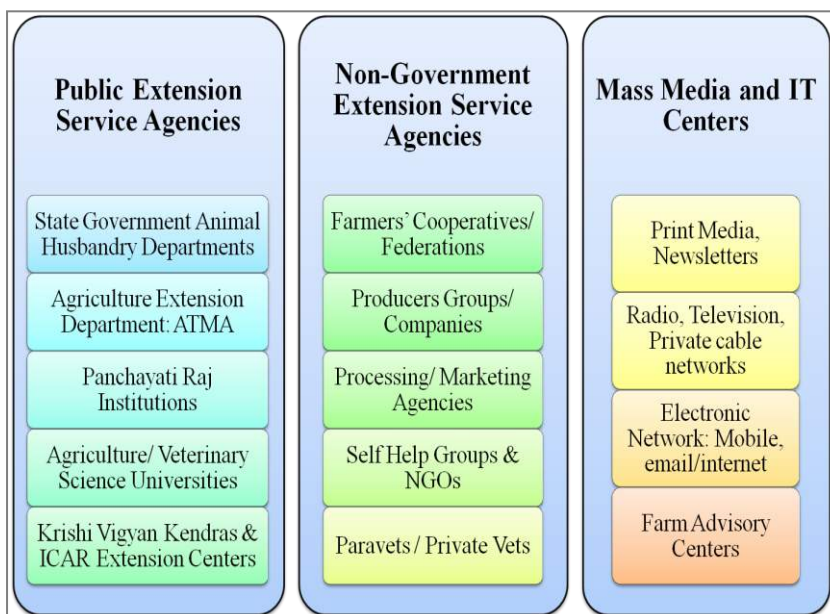 Public Extension
Service Agencies
State Government Animal
Husbandry Departments
Agriculture Extension
Department: ATMA
Panchayati Raj
Institutions
Agriculture/ Veterinary
Science Universities
Krishi Vigyan Kendras &
ICAR Extension Centers
Non-Government
Extension Service
Agencies
Farmers' Cooperatives/
Federations
Producers Groups/
Companies
Processing/ Marketing
Agencies
Self Help Groups &
NGOs
Paravets / Private Vets
Mass Media and IT
Centers
Print Media,
Newsletters
Radio, Television,
Private cable
networks
Electronic
Network: Mobile,
email/internet
Farm Advisory
Centers